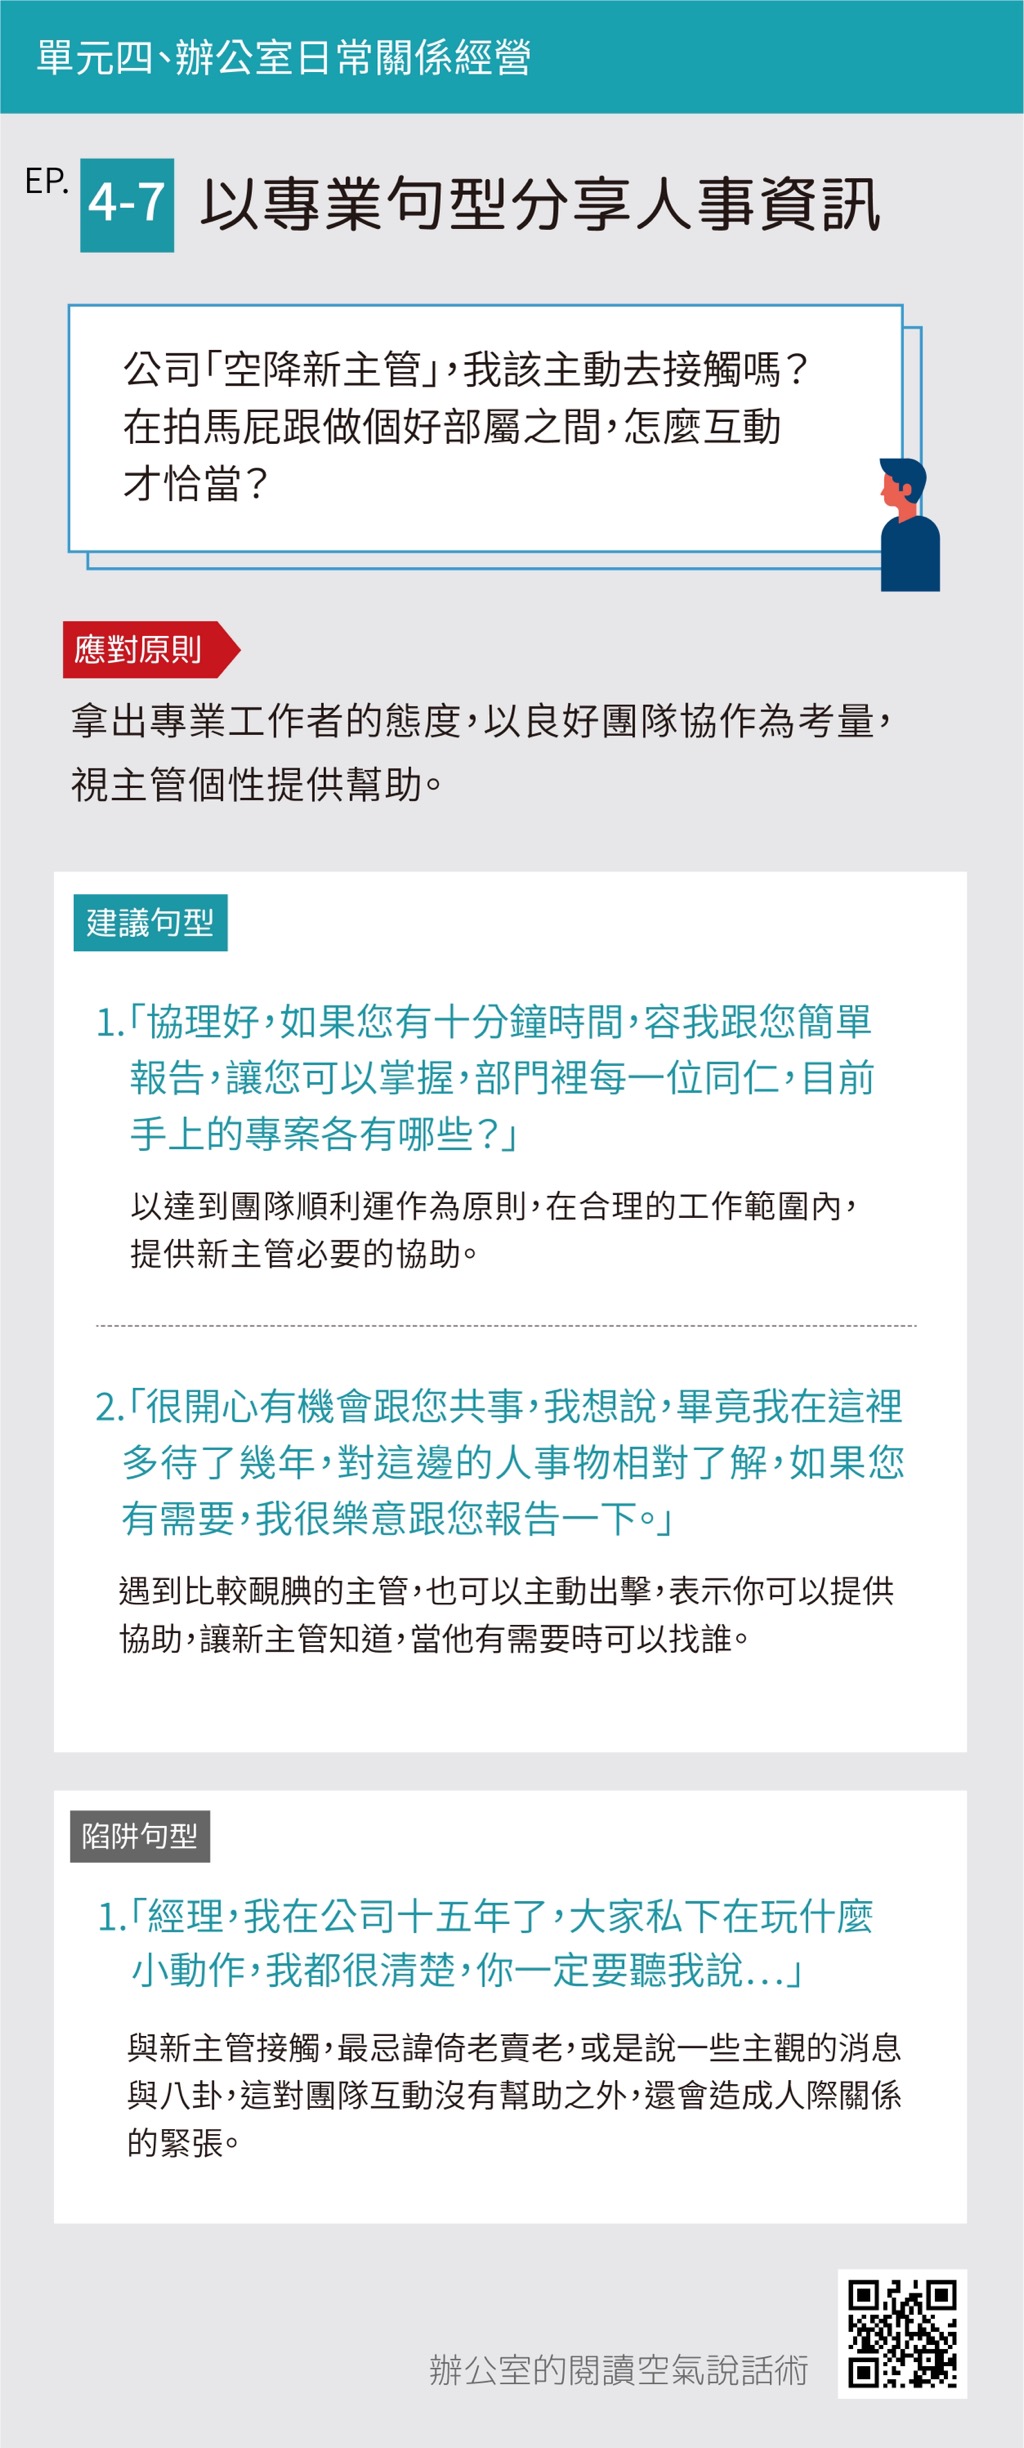 單元四、辦公室日常關係經營
EP.
4-7
以專業句型分享人事資訊
公司「空降新主管」，我該主動去接觸嗎？
在拍馬屁跟做個好部屬之間，怎麼互動
才恰當？
應對原則
拿出專業工作者的態度，以良好團隊協作為考量，
視主管個性提供幫助。
建議句型
1.「協理好，如果您有十分鐘時間，容我跟您簡單
報告，讓您可以掌握，部門裡每一位同仁，目前
手上的專案各有哪些？」
以達到團隊順利運作為原則，在合理的工作範圍內，
提供新主管必要的協助。
2.「很開心有機會跟您共事，我想說，畢竟我在這裡
多待了幾年，對這邊的人事物相對了解，如果您
有需要，我很樂意跟您報告一下。」
遇到比較靦腆的主管，也可以主動出擊，表示你可以提供
協助，讓新主管知道，當他有需要時可以找誰。
陷阱句型
1.「經理，我在公司十五年了，大家私下在玩什麼
小動作，我都很清楚，你一定要聽我說…」
與新主管接觸，最忌諱倚老賣老，或是說一些主觀的消息
與八卦，這對團隊互動沒有幫助之外，還會造成人際關係
的緊張。
辦公室的閱讀空氣說話術